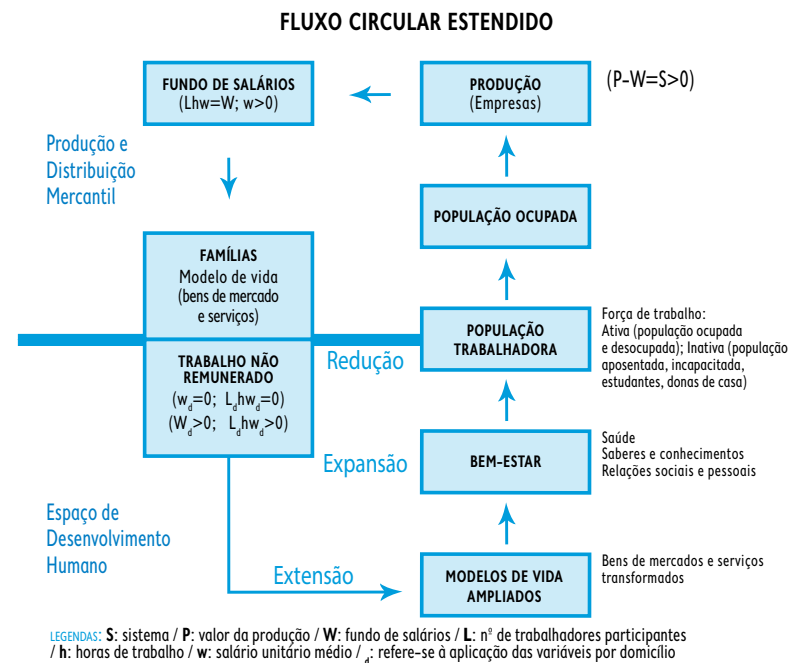 FLUXO CIRCULAR ESTENDIDO
FUNDO DE SALÁRIOS
(Lhw=W; w>0)
PRODUÇÃO
(Empresas)
(P-W=S>0)
Produção e
Distribuição
Mercantil
POPULAÇÃO OCUPADA
FAMÍLIAS
Modelo de vida
(bens de mercado
e serviços)
POPULAÇÃO
TRABALHADORA
Força de trabalho:
Ativa (população ocupada
e desocupada); Inativa (população
aposentada, incapacitada,
estudantes, donas de casa)
Redução
TRABALHO NÃO
REMUNERADO
(w_d=0; L_dhw_d=0)
(W_d>0; L_dhw_d>0)
Expansão
BEM-ESTAR
Saúde
Saberes e conhecimentos
Relações sociais e pessoais
Espaço de
Desenvolvimento
Humano
Extensão
MODELOS DE VIDA
AMPLIADOS
Bens de mercados e serviços
transformados
LEGENDAS: S: sistema / P: valor da produção / W: fundo de salários / L: nº de trabalhadores participantes
/ h: horas de trabalho / w: salário unitário médio / _d: refere-se à aplicação das variáveis por domicílio